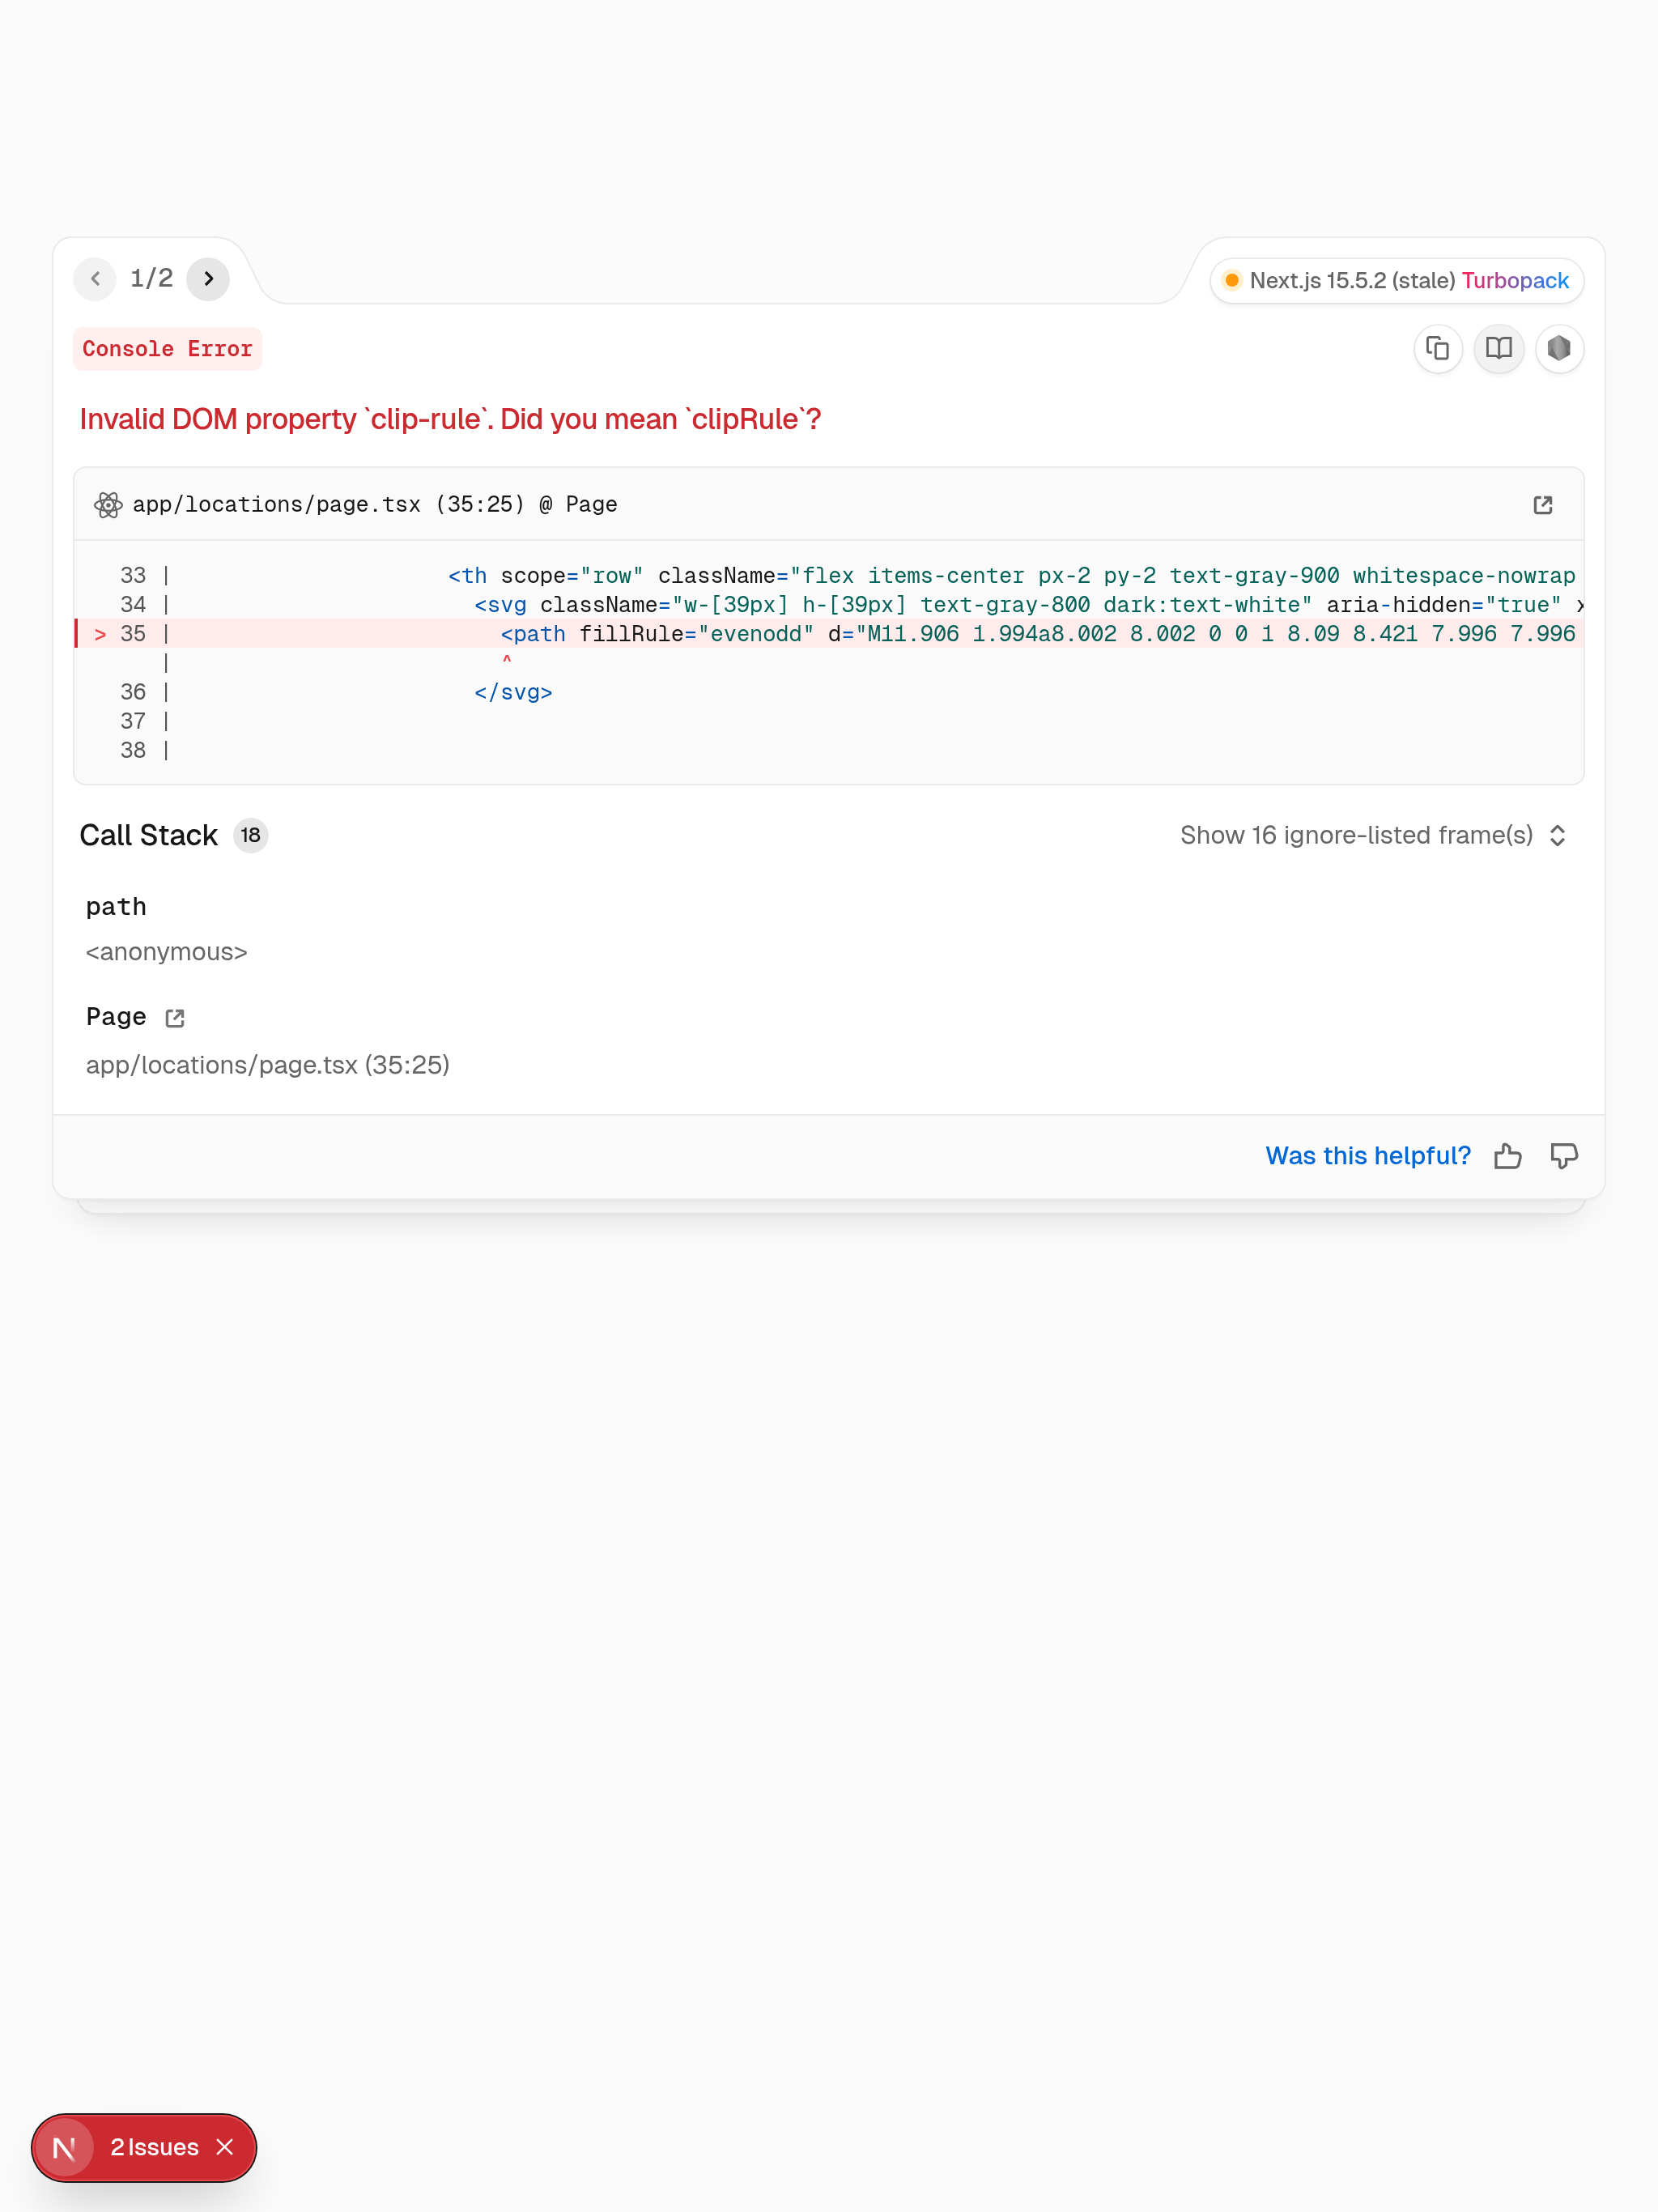 1/2
Next.js 15.5.2 (stale) Turbopack
Console Error
Invalid DOM property `clip-rule`. Did you mean `clipRule`?
app/locations/page.tsx (35:25) @ Page
33 | <th scope="row" className="flex items-center px-2 py-2 text-gray-900 whitespace-nowrap
34 | <svg className="w-[39px] h-[39px] text-gray-800 dark:text-white" aria-hidden="true" x
> 35 | <path fillRule="evenodd" d="M11.906 1.994a8.002 8.002 0 0 1 8.09 8.421 7.996 7.996
| ^
36 | </svg>
37 |
38 |
Call Stack 18
Show 16 ignore-listed frame(s)
path
<anonymous>
Page
app/locations/page.tsx (35:25)
Was this helpful?
N 2 Issues